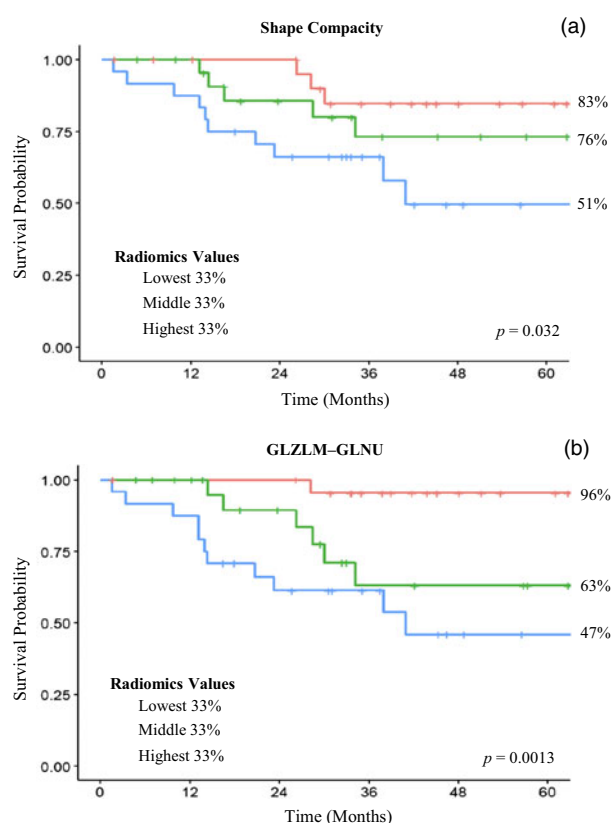 Shape Compacity
(a)
1.00
0.75
0.50
0.25
0.00
Survival Probability
83%
76%
51%
Radiomics Values
Lowest 33%
Middle 33%
Highest 33%
p = 0.032
0 12 24 36 48 60
Time (Months)
GLZLM–GLNU
(b)
1.00
0.75
0.50
0.25
0.00
Survival Probability
96%
63%
47%
Radiomics Values
Lowest 33%
Middle 33%
Highest 33%
p = 0.0013
0 12 24 36 48 60
Time (Months)